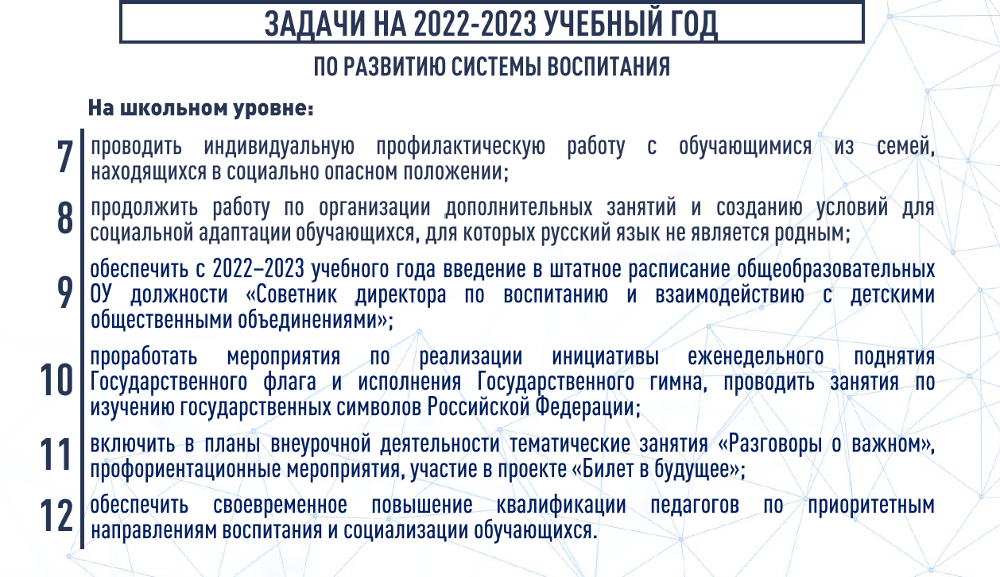 ЗАДАЧИ НА 2022-2023 УЧЕБНЫЙ ГОД
ПО РАЗВИТИЮ СИСТЕМЫ ВОСПИТАНИЯ
На школьном уровне:
7
проводить индивидуальную профилактическую работу с обучающимися из семей,
находящихся в социально опасном положении;
8
продолжить работу по организации дополнительных занятий и созданию условий для
социальной адаптации обучающихся, для которых русский язык не является родным;
9
обеспечить с 2022–2023 учебного года введение в штатное расписание общеобразовательных
ОУ должности «Советник директора по воспитанию и взаимодействию с детскими
общественными объединениями»;
10
проработать мероприятия по реализации инициативы еженедельного поднятия
Государственного флага и исполнения Государственного гимна, проводить занятия по
изучению государственных символов Российской Федерации;
11
включить в планы внеурочной деятельности тематические занятия «Разговоры о важном»,
профориентационные мероприятия, участие в проекте «Билет в будущее»;
12
обеспечить своевременное повышение квалификации педагогов по приоритетным
направлениям воспитания и социализации обучающихся.